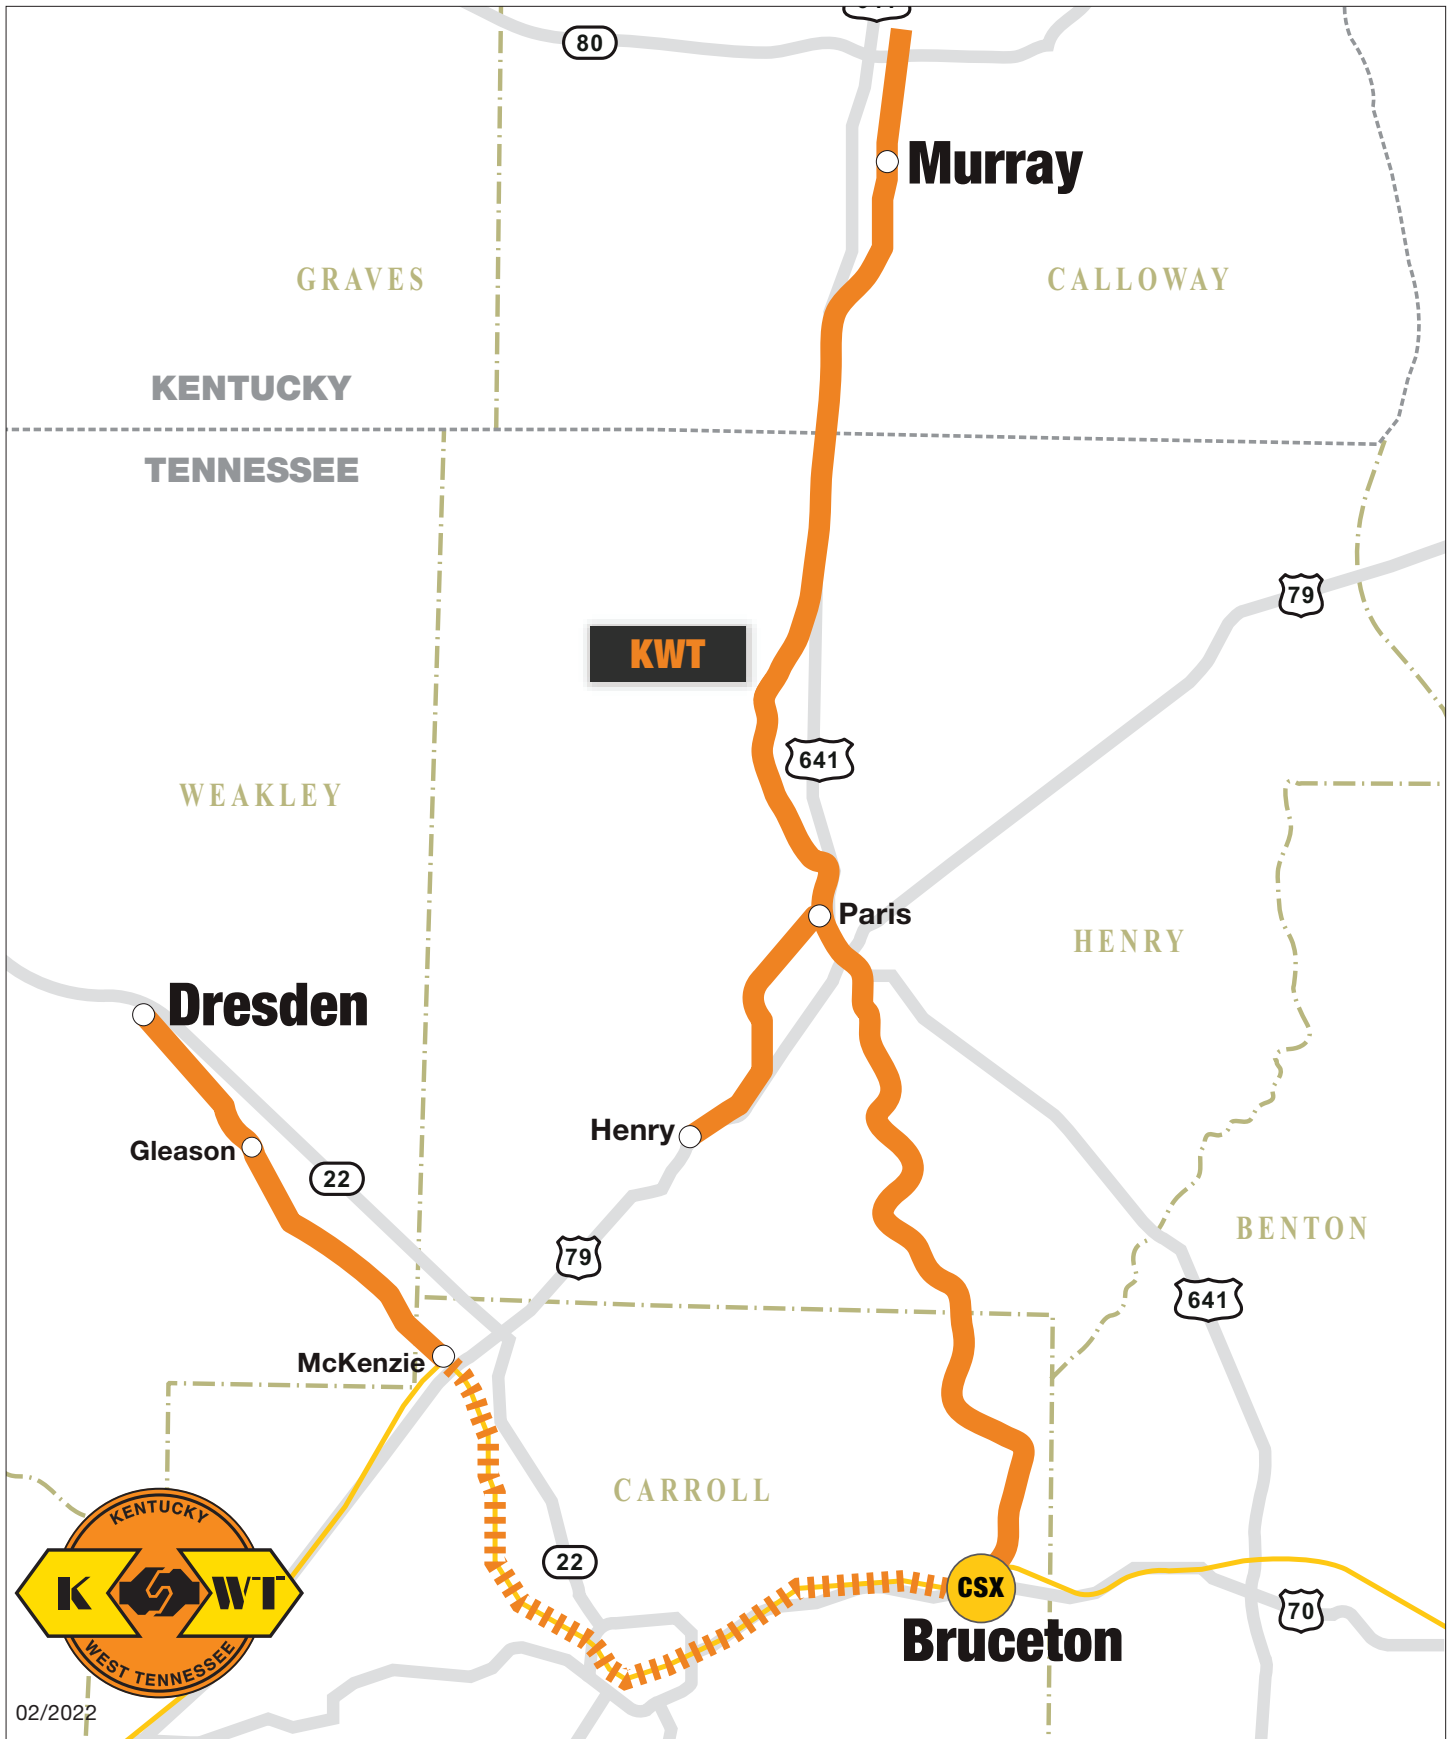 80
Murray
GRAVES
CALLOWAY
KENTUCKY
TENNESSEE
79
KWT
641
WEAKLEY
Paris
HENRY
Dresden
Henry
Gleason
22
BENTON
79
641
McKenzie
CARROLL
22
CSX
Bruceton
70
KENTUCKY
K WT
WEST TENNESSEE
02/2022